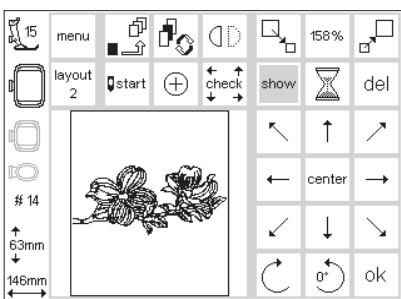 15
menu
158%
layout
2
start
check
show
del
# 14
center
63mm
146mm
0°
ok